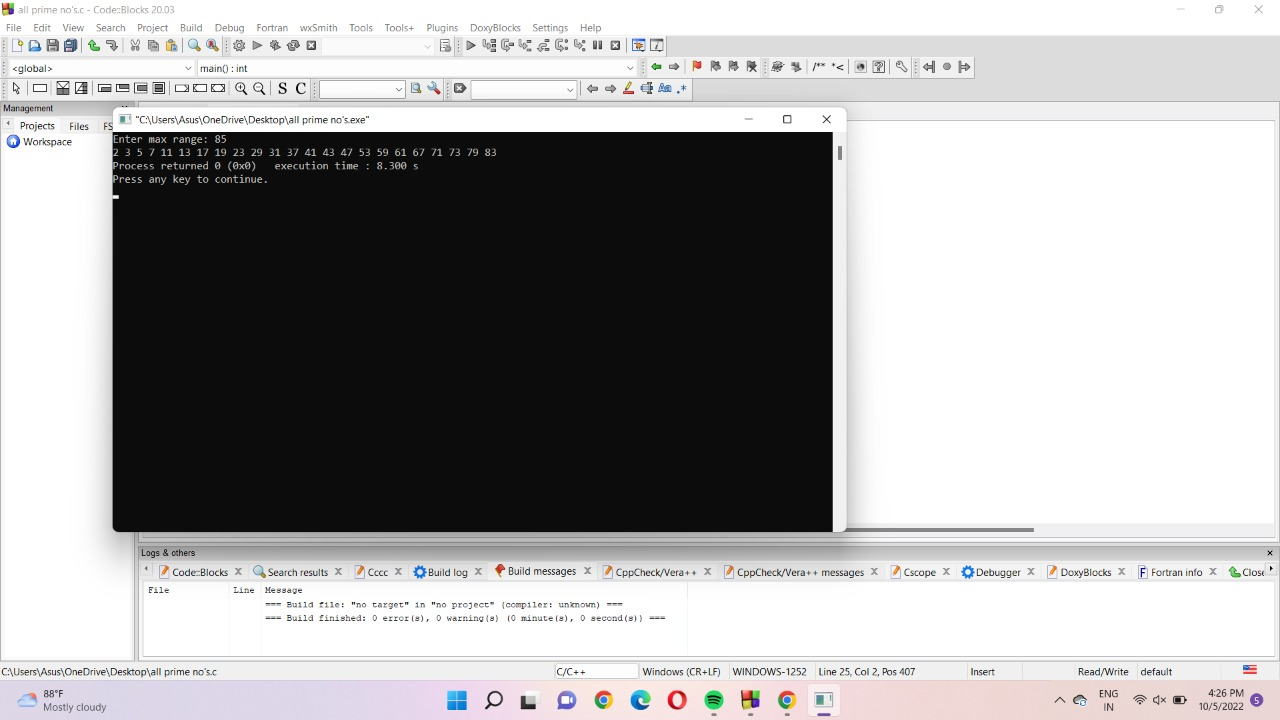 all prime no's.c - Code::Blocks 20.03
File Edit View Search Project Build Debug Fortran wxSmith Tools Tools+ Plugins DoxyBlocks Settings Help
<global> main() : int /** *<
S C Aa .*
Management
Projects Files FS
Workspace
"C:\Users\Asus\OneDrive\Desktop\all prime no's.exe"
Enter max range: 85
2 3 5 7 11 13 17 19 23 29 31 37 41 43 47 53 59 61 67 71 73 79 83
Process returned 0 (0x0)   execution time : 8.300 s
Press any key to continue.
Logs & others
Code::Blocks Search results Cccc Build log Build messages CppCheck/Vera++ CppCheck/Vera++ messages Cscope Debugger DoxyBlocks Fortran info Close
File Line Message
=== Build file: "no target" in "no project" (compiler: unknown) ===
=== Build finished: 0 error(s), 0 warning(s) (0 minute(s), 0 second(s)) ===
C:\Users\Asus\OneDrive\Desktop\all prime no's.c C/C++ Windows (CR+LF) WINDOWS-1252 Line 25, Col 2, Pos 407 Insert Read/Write default
88°F
Mostly cloudy
ENG
IN
4:26 PM
10/5/2022
5